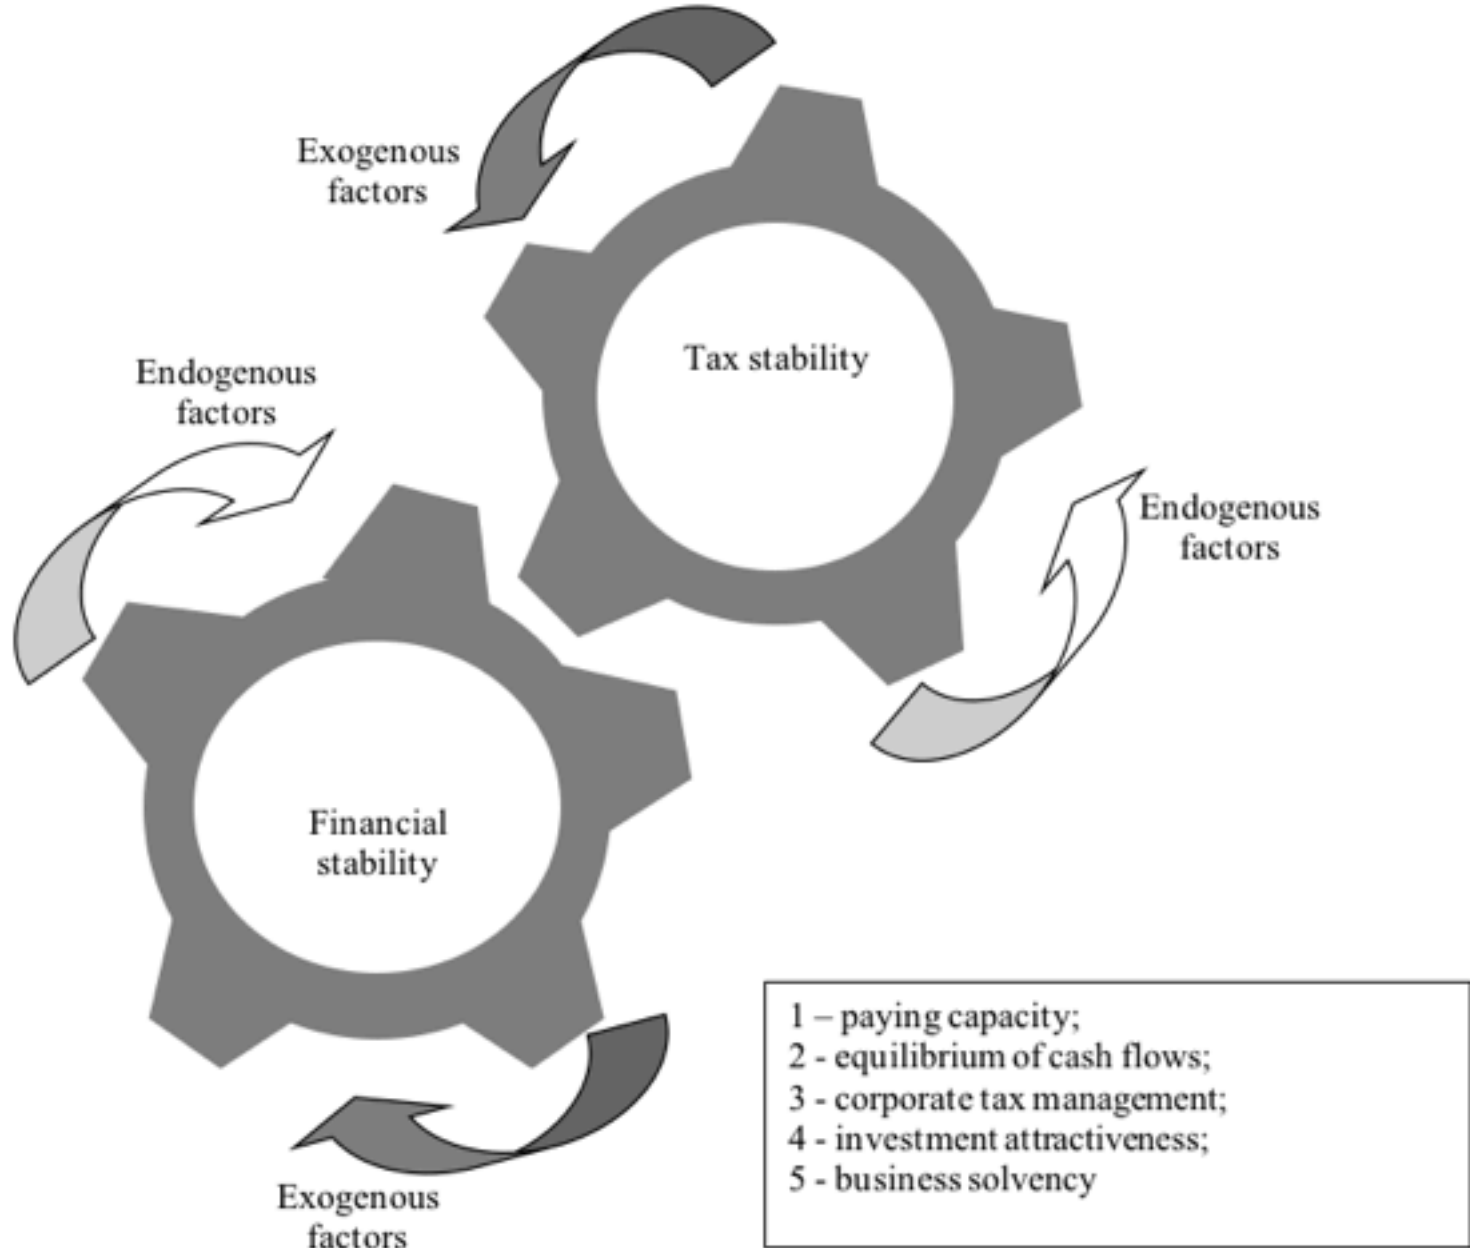 Exogenous
factors
Tax stability
Endogenous
factors
Endogenous
factors
Financial
stability
1 – paying capacity;
2 - equilibrium of cash flows;
3 - corporate tax management;
4 - investment attractiveness;
5 - business solvency
Exogenous
factors